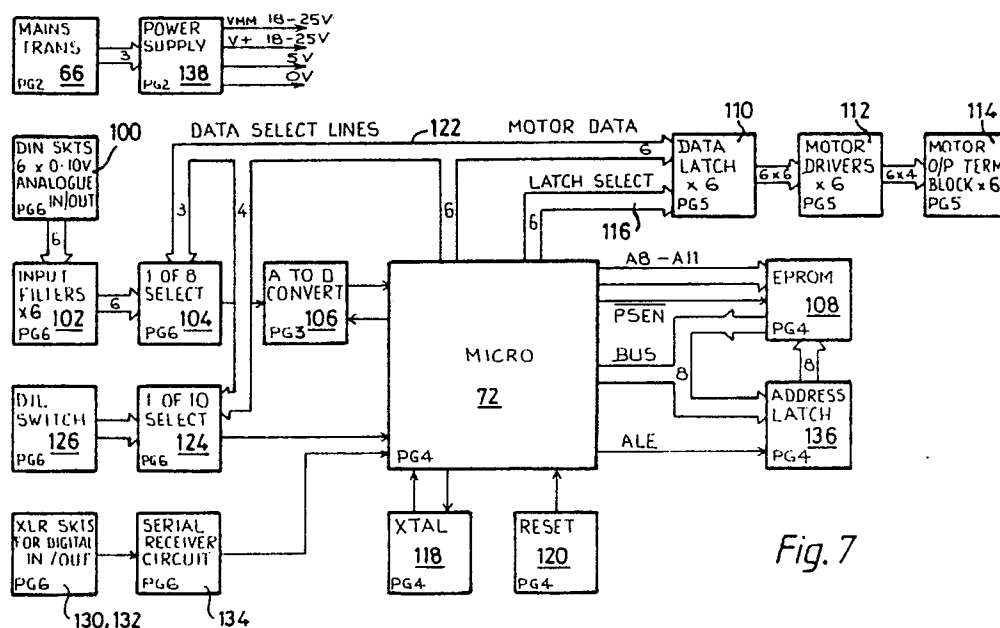 MAINS
TRANS
66
PG2
3
POWER
SUPPLY
138
PG2
VMM 18-25V
V+ 18-25V
5V
0V
DIN SKTS
6 x 0-10V
ANALOGUE
IN/OUT
PG6
100
DATA SELECT LINES
122
MOTOR DATA
6
LATCH SELECT
116
6
6
3
4
6
110
DATA
LATCH
x 6
PG5
6x6
112
MOTOR
DRIVERS
x 6
PG5
6x4
114
MOTOR
O/P TERM
BLOCK x 6
PG5
INPUT
FILTERS
x6
102
PG6
6
1 OF 8
SELECT
104
PG6
A TO D
CONVERT
106
PG3
MICRO
72
PG4
A8-A11
PSEN
BUS
8
ALE
EPROM
108
PG4
8
ADDRESS
LATCH
136
PG4
DIL
SWITCH
126
PG6
1 OF 10
SELECT
124
PG6
XLR SKTS
FOR DIGITAL
IN/OUT
PG6
130, 132
SERIAL
RECEIVER
CIRCUIT
PG6
134
XTAL
118
PG4
RESET
120
PG4
Fig. 7